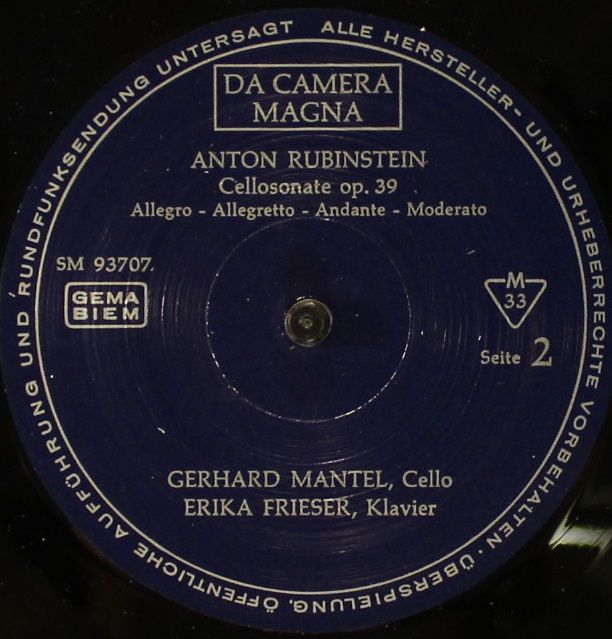 ALLE HERSTELLER- UND URHEBERRECHTE VORBEHALTEN · ÜBERSPIELUNG, ÖFFENTLICHE AUFFÜHRUNG UND RUNDFUNKSENDUNG UNTERSAGT
DA CAMERA
MAGNA
ANTON RUBINSTEIN
Cellosonate op. 39
Allegro - Allegretto - Andante - Moderato
SM 93707
GEMA
BIEM
M
33
Seite 2
GERHARD MANTEL, Cello
ERIKA FRIESER, Klavier